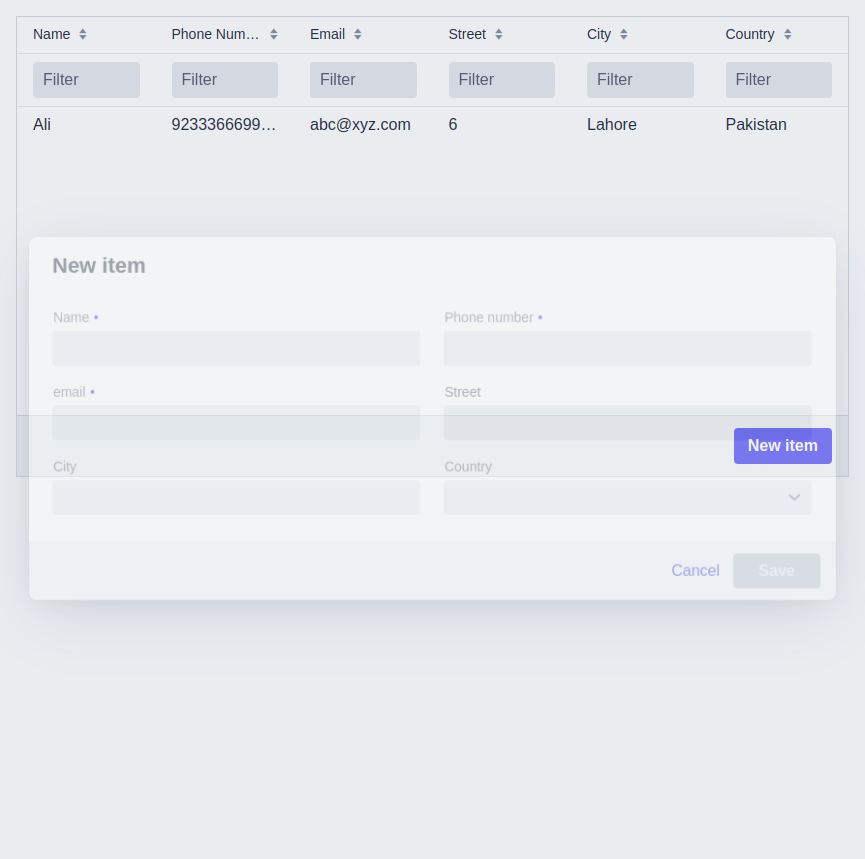 Name Phone Num… Email Street City Country
Filter Filter Filter Filter Filter Filter
Ali 9233366699… abc@xyz.com 6 Lahore Pakistan
New item
Name • Phone number •
email • Street
New item
City Country
Cancel Save